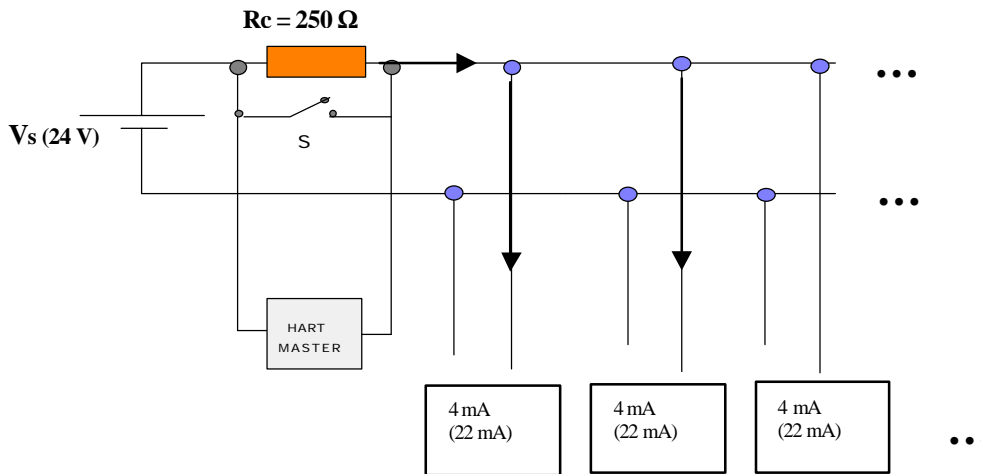 Rc = 250 Ω
Vs (24 V)
S
HART
MASTER
4 mA
(22 mA)
4 mA
(22 mA)
4 mA
(22 mA)